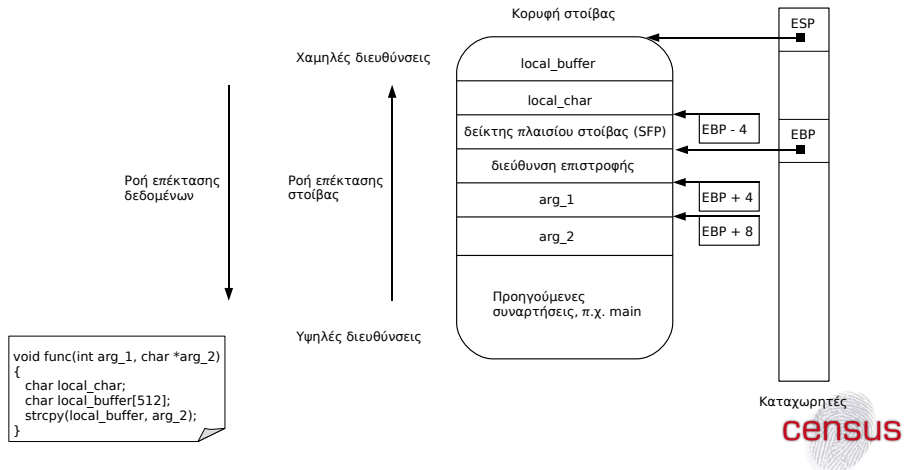 Κορυφή στοίβας
ESP
Χαμηλές διευθύνσεις
local_buffer
local_char
δείκτης πλαισίου στοίβας (SFP)
EBP - 4
EBP
διεύθυνση επιστροφής
Ροή επέκτασης
δεδομένων
Ροή επέκτασης
στοίβας
arg_1
EBP + 4
arg_2
EBP + 8
Προηγούμενες
συναρτήσεις, π.χ. main
Υψηλές διευθύνσεις
void func(int arg_1, char *arg_2)
{
char local_char;
char local_buffer[512];
strcpy(local_buffer, arg_2);
}
Καταχωρητές
census